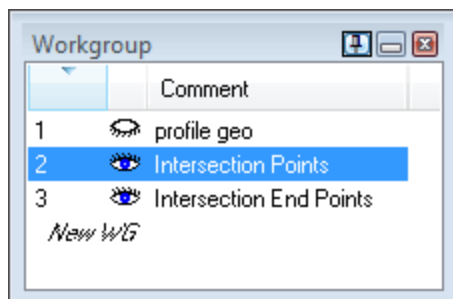 Workgroup
Comment
1 profile geo
2 Intersection Points
3 Intersection End Points
New WG